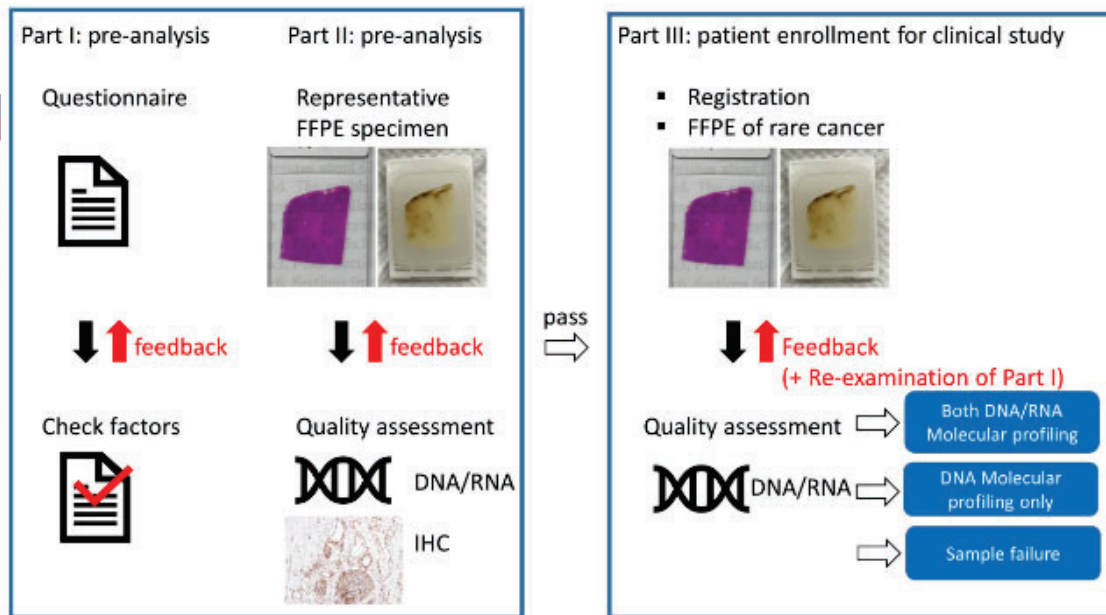 Part I: pre-analysis
Questionnaire
feedback
Check factors
Part II: pre-analysis
Representative
FFPE specimen
feedback
Quality assessment
DNA/RNA
IHC
pass
Part III: patient enrollment for clinical study
▪ Registration
▪ FFPE of rare cancer
Feedback
(+ Re-examination of Part I)
Quality assessment
DNA/RNA
Both DNA/RNA
Molecular profiling
DNA Molecular
profiling only
Sample failure